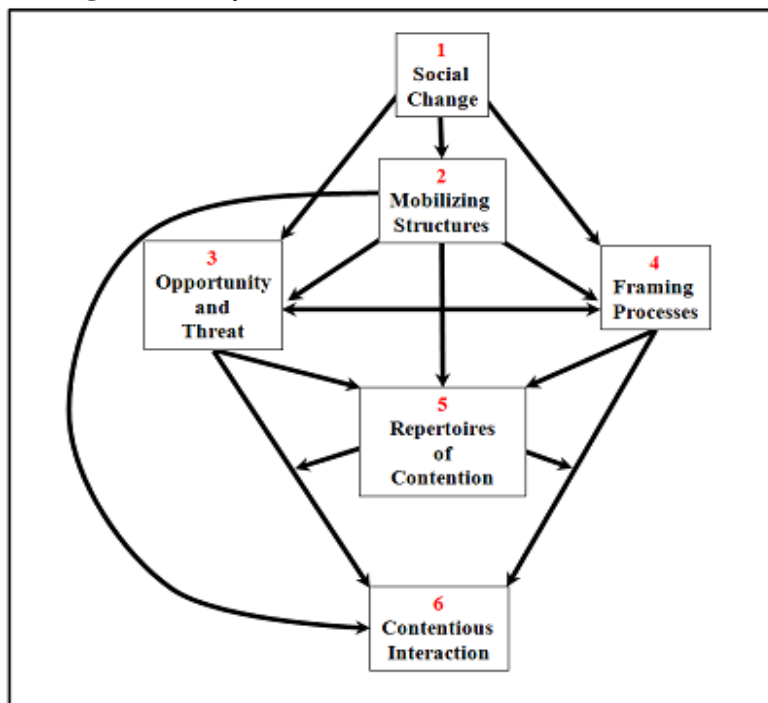 1
Social
Change
2
Mobilizing
Structures
3
Opportunity
and
Threat
4
Framing
Processes
5
Repertoires
of
Contention
6
Contentious
Interaction